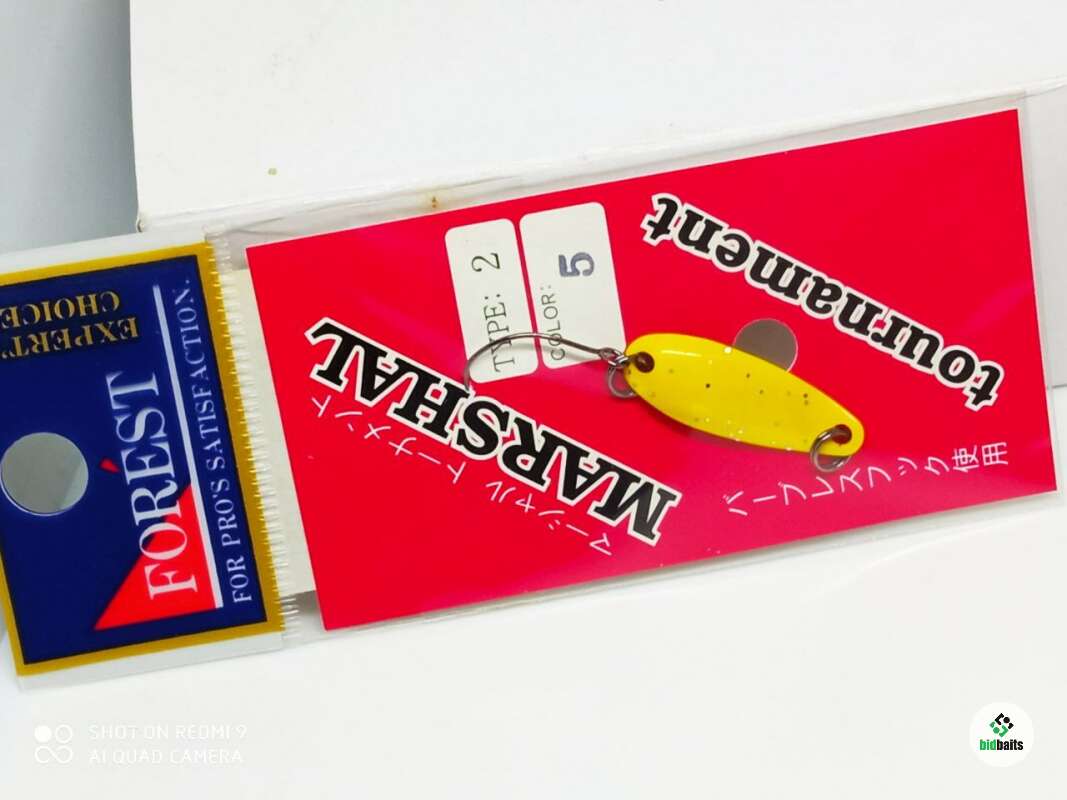 EXPERT'
CHOICE
FORÉST
FOR PRO'S SATISFACTION.
TYPE: 2
COLOR: 5
tournament
MARSHAL
マーシャル トーナメント
バーブレスフック使用
SHOT ON REDMI 9
AI QUAD CAMERA
bidbaits